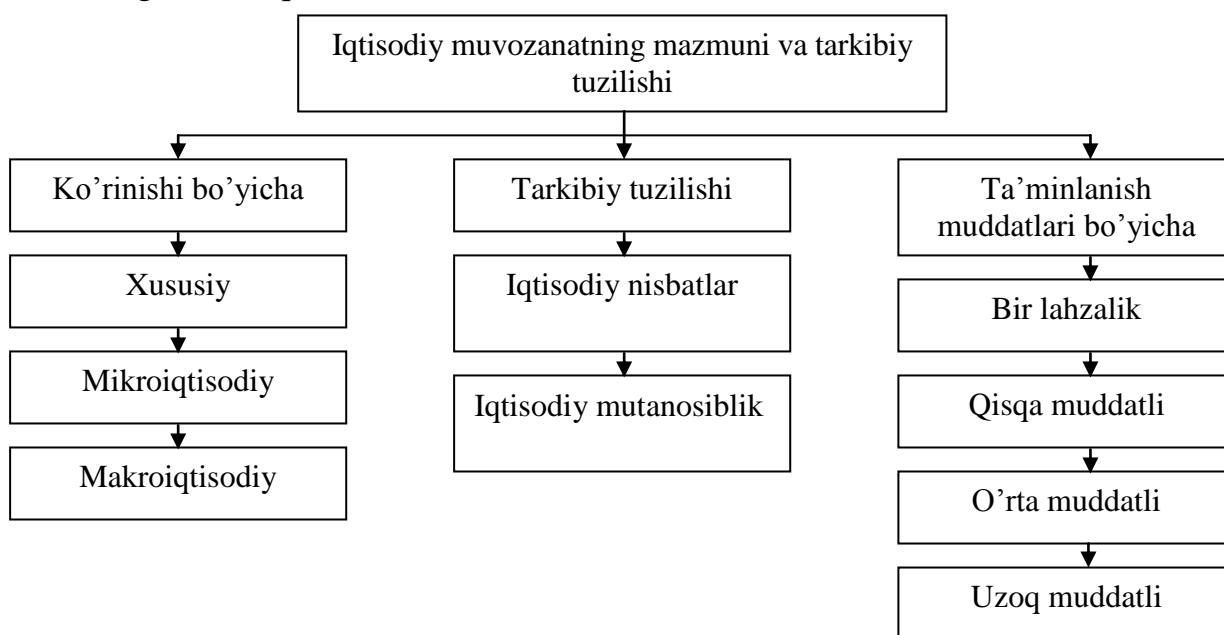 Iqtisodiy muvozanatning mazmuni va tarkibiy
tuzilishi
Ko’rinishi bo’yicha
Xususiy
Mikroiqtisodiy
Makroiqtisodiy
Tarkibiy tuzilishi
Iqtisodiy nisbatlar
Iqtisodiy mutanosiblik
Ta’minlanish
muddatlari bo’yicha
Bir lahzalik
Qisqa muddatli
O’rta muddatli
Uzoq muddatli